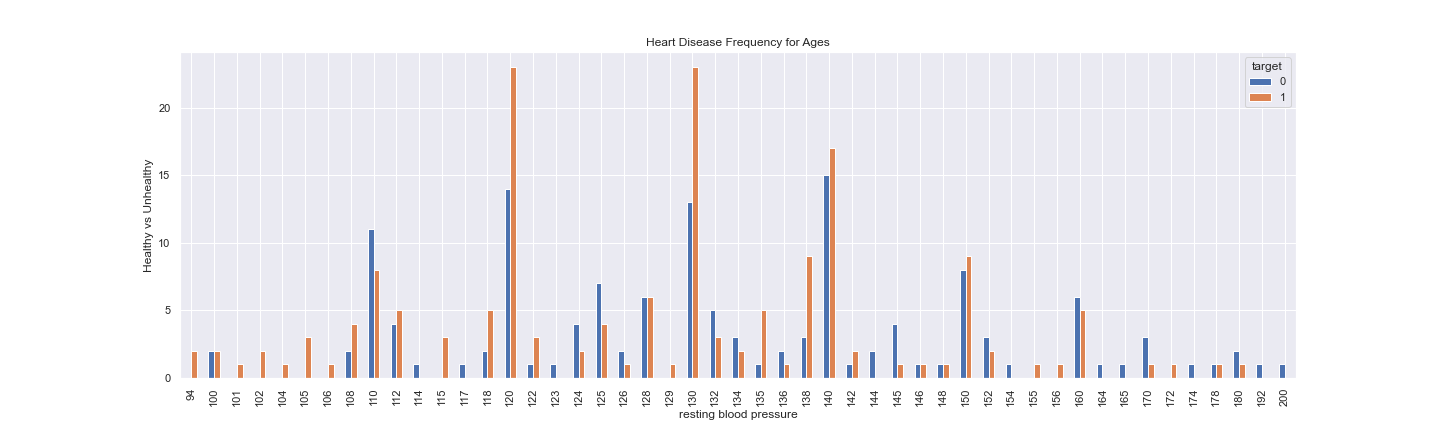 Heart Disease Frequency for Ages
target
0
1
Healthy vs Unhealthy
20
15
10
5
0
94 100 101 102 104 105 106 108 110 112 114 115 117 118 120 122 123 124 125 126 128 129 130 132 134 135 136 138 140 142 144 145 146 148 150 152 154 155 156 160 164 165 170 172 174 178 180 192 200
resting blood pressure